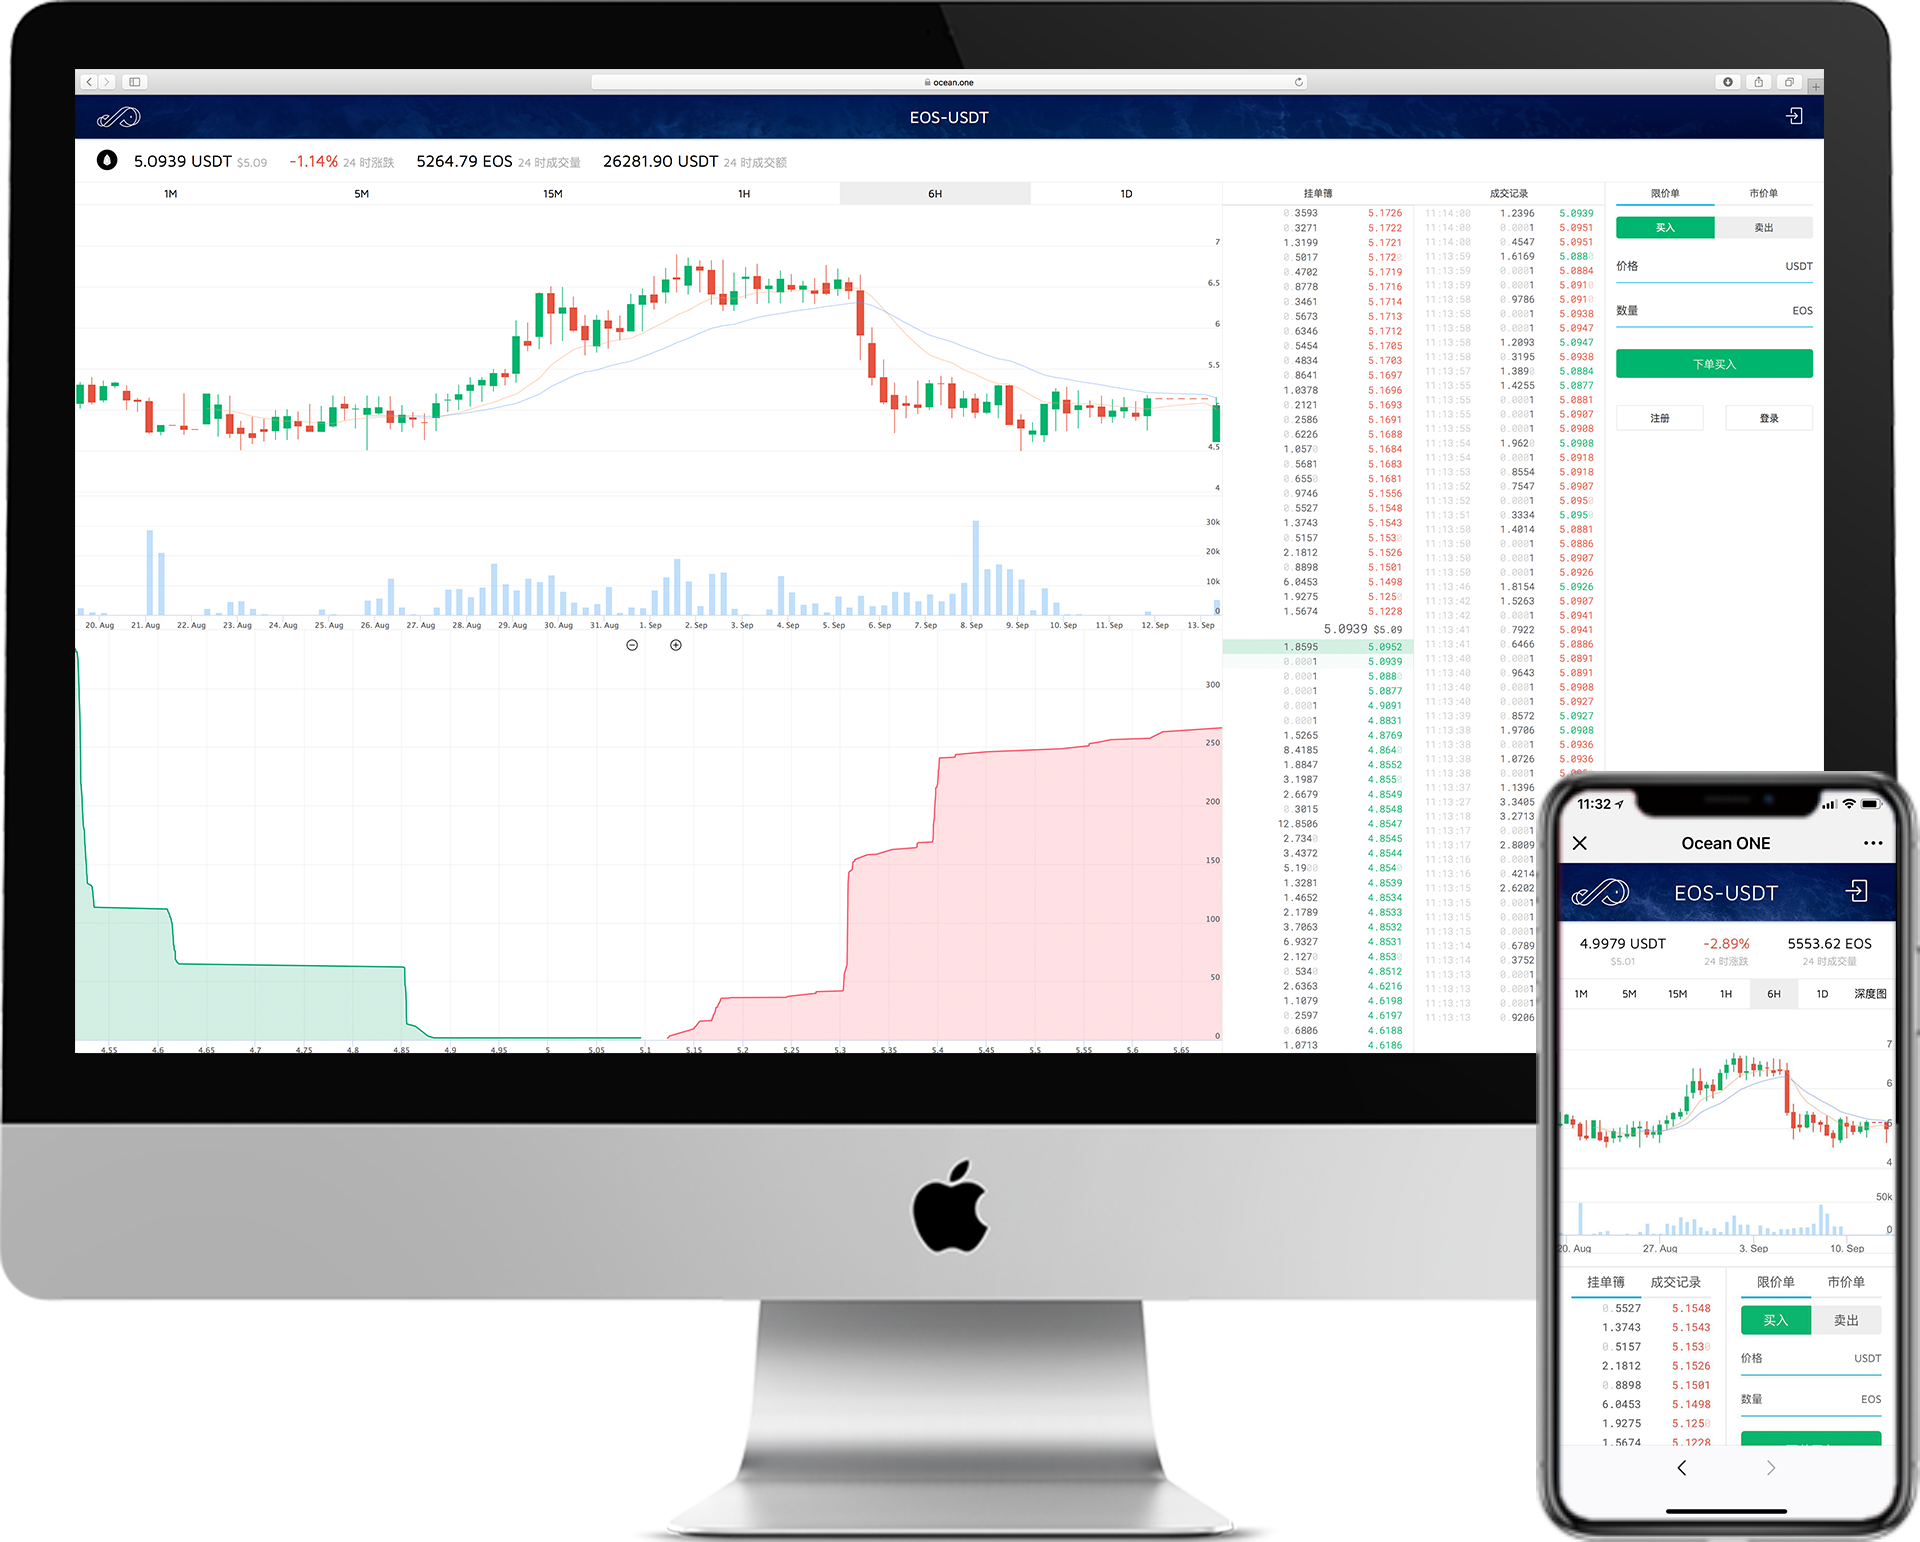 ocean.one
EOS-USDT
5.0939 USDT $5.09 -1.14% 24 时涨跌 5264.79 EOS 24 时成交量 26281.90 USDT 24 时成交额
1M 5M 15M 1H 6H 1D
7
6.5
6
5.5
5
4.5
4
30k
20k
10k
0
20. Aug 21. Aug 22. Aug 23. Aug 24. Aug 25. Aug 26. Aug 27. Aug 28. Aug 29. Aug 30. Aug 31. Aug 1. Sep 2. Sep 3. Sep 4. Sep 5. Sep 6. Sep 7. Sep 8. Sep 9. Sep 10. Sep 11. Sep 12. Sep 13. Sep
300
250
200
150
100
50
0
4.55 4.6 4.65 4.7 4.75 4.8 4.85 4.9 4.95 5 5.05 5.1 5.15 5.2 5.25 5.3 5.35 5.4 5.45 5.5 5.55 5.6 5.65
挂单簿
0.3593 5.1726
0.3271 5.1722
1.3199 5.1721
0.5017 5.1720
0.4702 5.1719
0.8778 5.1716
0.3461 5.1714
0.5673 5.1713
0.6346 5.1712
0.5454 5.1705
0.4834 5.1703
0.8641 5.1697
1.0378 5.1696
0.2121 5.1693
0.2586 5.1691
0.6226 5.1688
1.0570 5.1684
0.5681 5.1683
0.6550 5.1681
0.9746 5.1556
0.5527 5.1548
1.3743 5.1543
0.5157 5.1530
2.1812 5.1526
0.8898 5.1501
6.0453 5.1498
1.9275 5.1250
1.5674 5.1228
5.0939 $5.09
1.8595 5.0952
0.0001 5.0939
0.0001 5.0880
0.0001 5.0877
0.0001 4.9091
0.0001 4.8831
1.5265 4.8769
8.4185 4.8640
1.8847 4.8552
3.1987 4.8550
2.6679 4.8549
0.3015 4.8548
12.8506 4.8547
2.7340 4.8545
3.4372 4.8544
5.1900 4.8540
1.3281 4.8539
1.4652 4.8534
2.1789 4.8533
3.7063 4.8532
6.9327 4.8531
2.1270 4.8530
0.5340 4.8512
2.6363 4.6216
1.1079 4.6198
0.2597 4.6197
0.6806 4.6188
1.0713 4.6186
成交记录
11:14:00 1.2396 5.0939
11:14:00 0.0001 5.0951
11:14:00 0.4547 5.0951
11:13:59 1.6169 5.0880
11:13:59 0.0001 5.0884
11:13:59 0.0001 5.0910
11:13:58 0.9786 5.0910
11:13:58 0.0001 5.0938
11:13:58 0.0001 5.0947
11:13:58 1.2093 5.0947
11:13:58 0.3195 5.0938
11:13:57 1.3890 5.0884
11:13:55 1.4255 5.0877
11:13:55 0.0001 5.0881
11:13:55 0.0001 5.0907
11:13:55 0.0001 5.0908
11:13:54 1.9620 5.0908
11:13:54 0.0001 5.0918
11:13:53 0.8554 5.0918
11:13:52 0.7547 5.0907
11:13:52 0.0001 5.0950
11:13:51 0.3334 5.0950
11:13:50 1.4014 5.0881
11:13:50 0.0001 5.0886
11:13:50 0.0001 5.0907
11:13:50 0.0001 5.0926
11:13:46 1.8154 5.0926
11:13:42 1.5263 5.0907
11:13:42 0.0001 5.0941
11:13:41 0.7922 5.0941
11:13:41 0.6466 5.0886
11:13:40 0.0001 5.0891
11:13:40 0.9643 5.0891
11:13:40 0.0001 5.0908
11:13:40 0.0001 5.0927
11:13:39 0.8572 5.0927
11:13:38 1.9706 5.0908
11:13:38 0.0001 5.0936
11:13:38 1.0726 5.0936
11:13:38 0.0001
11:13:37 1.1396
11:13:27 3.3405
11:13:18 3.2713
11:13:17 0.0001
11:13:17 2.8009
11:13:16 0.0001
11:13:16 0.4214
11:13:15 2.6202
11:13:15 0.0001
11:13:15 0.0001
11:13:15 0.0001
11:13:14 0.6789
11:13:14 0.3752
11:13:13 0.0001
11:13:13 0.0001
11:13:13 0.0001
11:13:13 0.9206
限价单 市价单
买入 卖出
价格 USDT
数量 EOS
下单买入
注册 登录
11:32
Ocean ONE
EOS-USDT
4.9979 USDT -2.89% 5553.62 EOS
$5.01 24 时涨跌 24 时成交量
1M 5M 15M 1H 6H 1D 深度图
7
6
5
4
50k
0
20. Aug 27. Aug 3. Sep 10. Sep
挂单簿 成交记录
0.5527 5.1548
1.3743 5.1543
0.5157 5.1530
2.1812 5.1526
0.8898 5.1501
6.0453 5.1498
1.9275 5.1250
1.5674 5.1228
限价单 市价单
买入 卖出
价格 USDT
数量 EOS